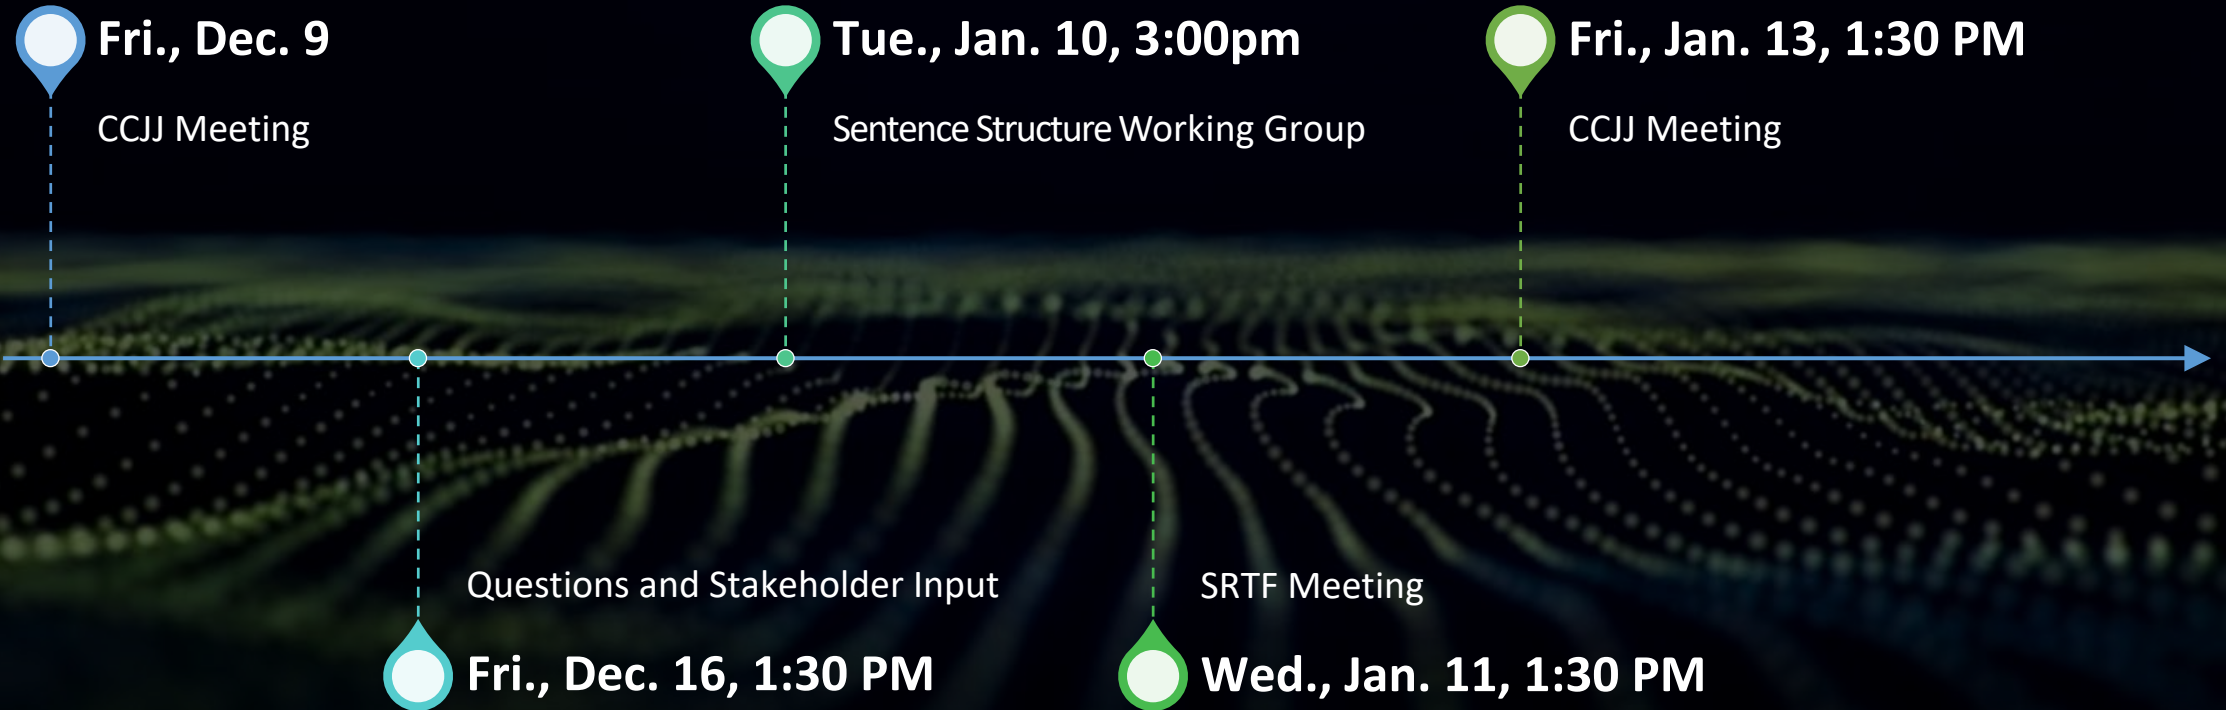 Fri., Dec. 9
CCJJ Meeting
Tue., Jan. 10, 3:00pm
Sentence Structure Working Group
Fri., Jan. 13, 1:30 PM
CCJJ Meeting
Questions and Stakeholder Input
Fri., Dec. 16, 1:30 PM
SRTF Meeting
Wed., Jan. 11, 1:30 PM